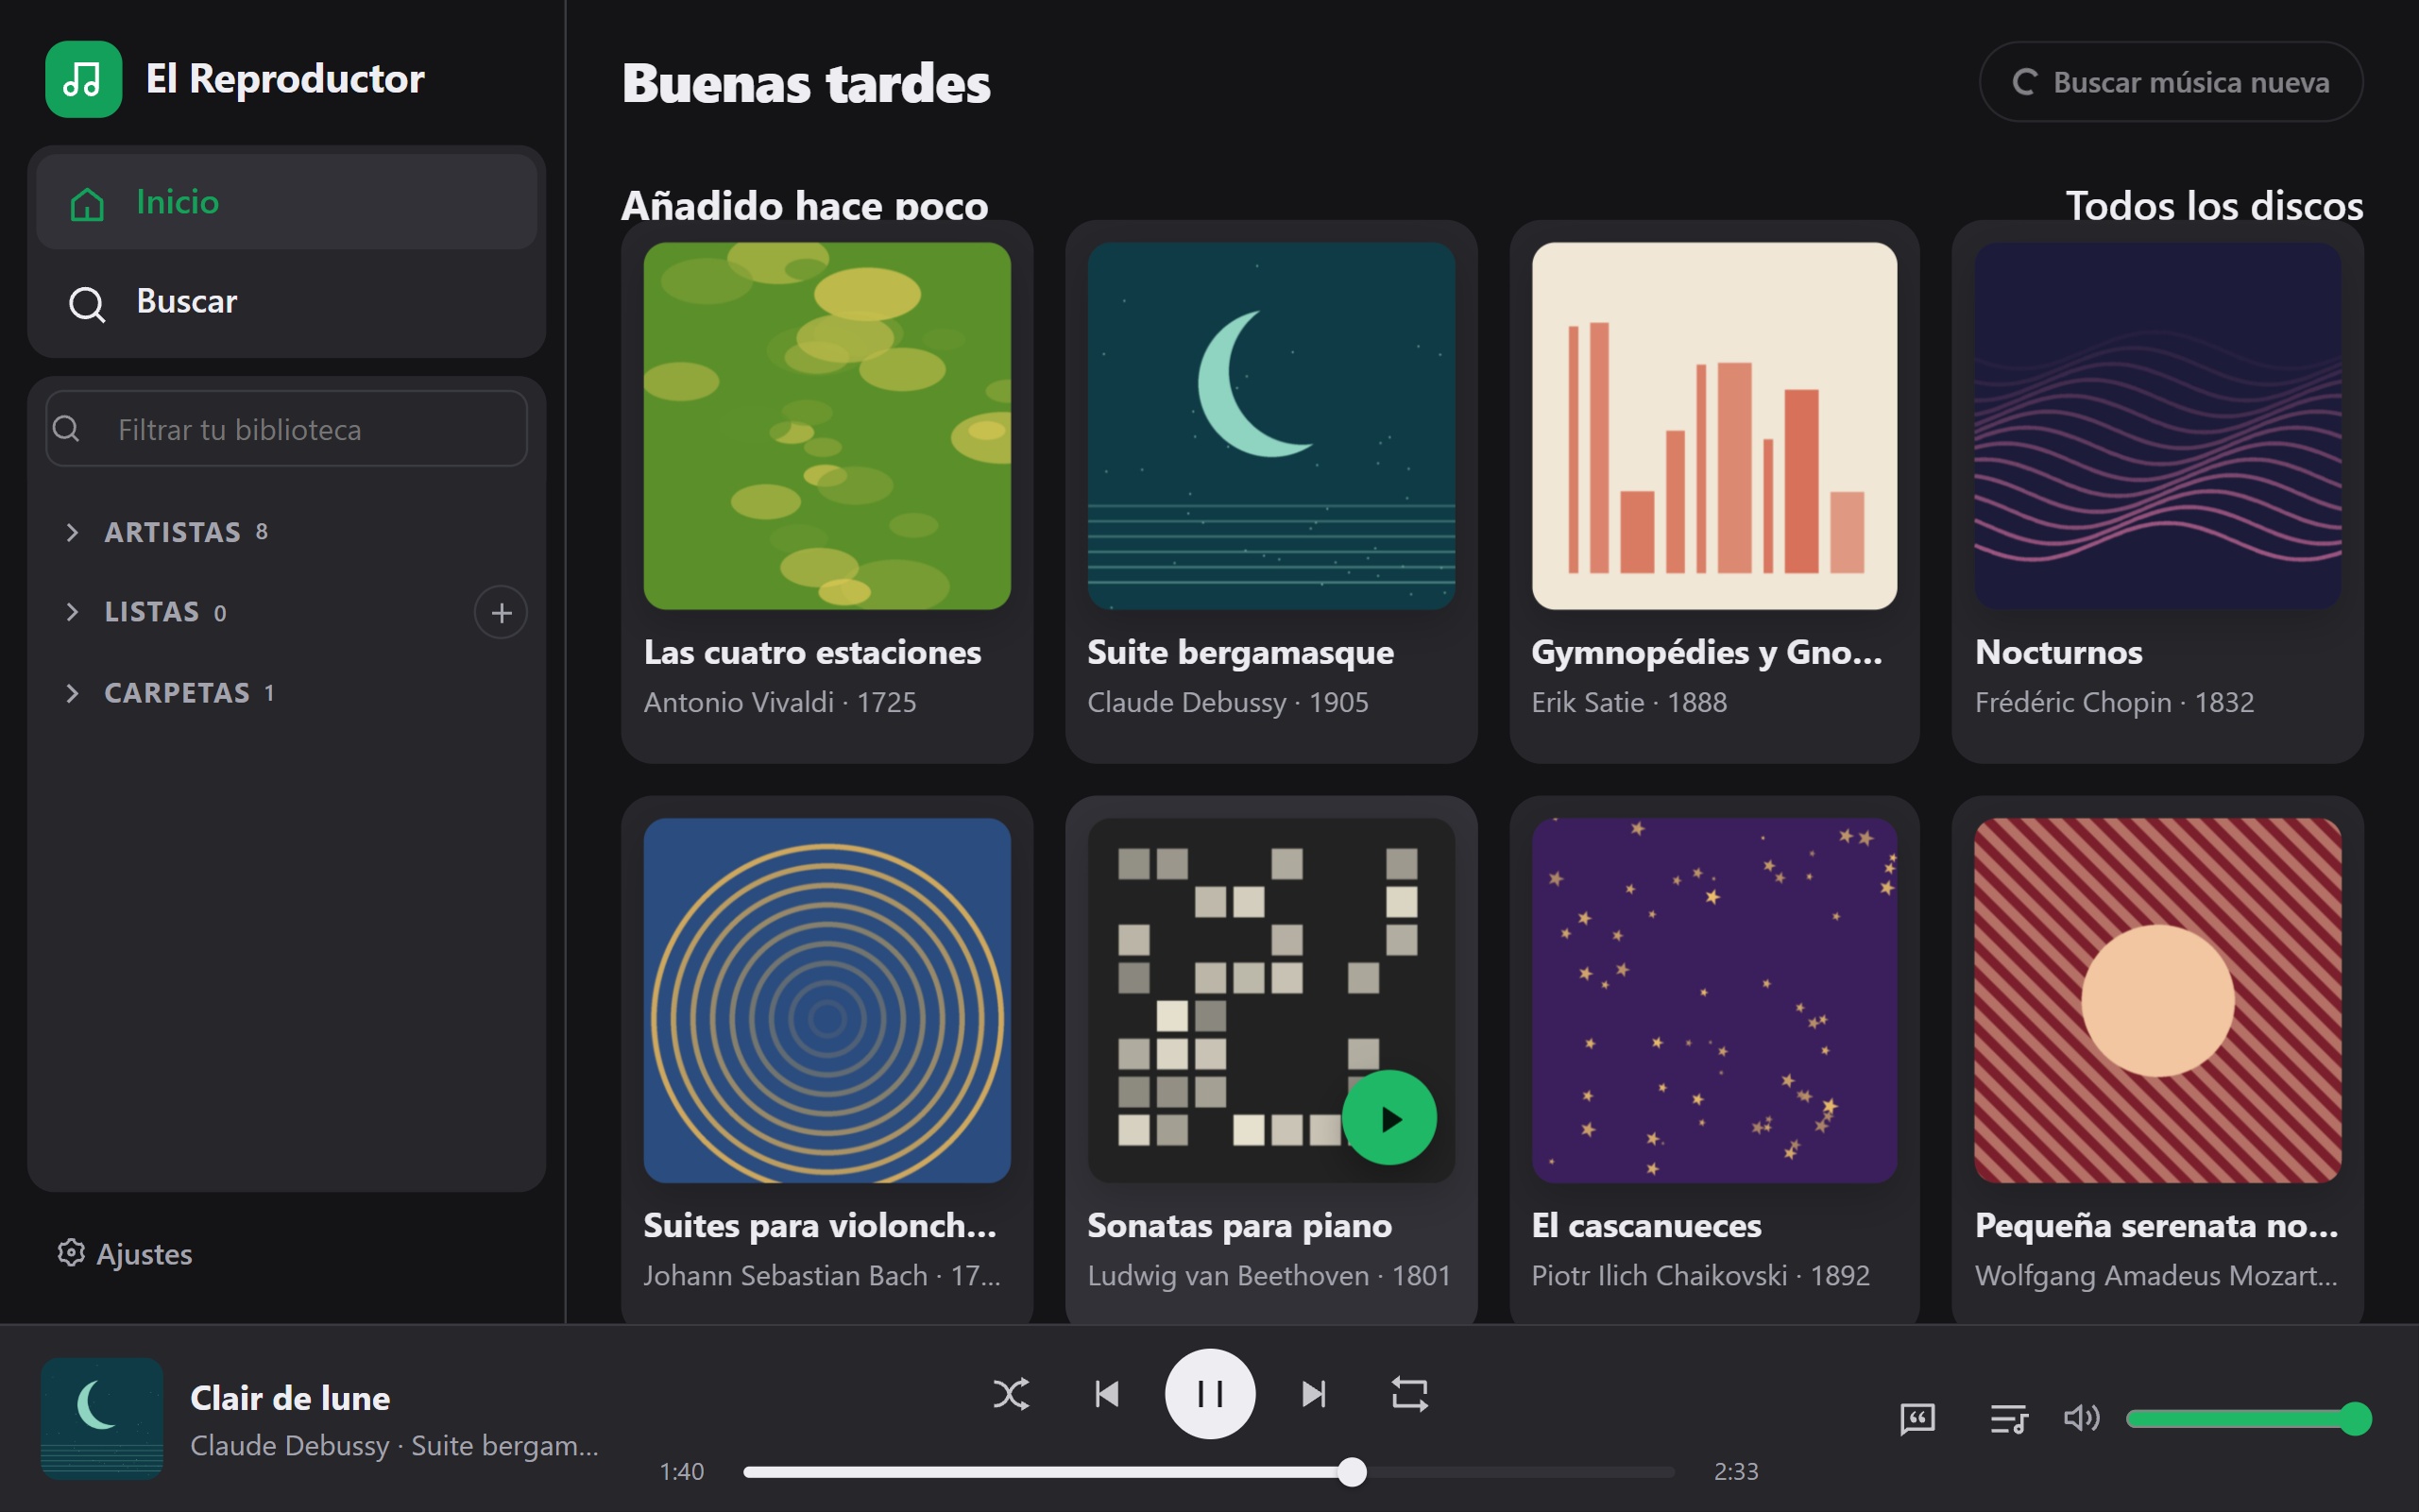 El Reproductor
Inicio
Buscar
Filtrar tu biblioteca
ARTISTAS 8
LISTAS 0
CARPETAS 1
Ajustes
Buenas tardes
Buscar música nueva
Añadido hace poco
Todos los discos
Las cuatro estaciones
Antonio Vivaldi · 1725
Suite bergamasque
Claude Debussy · 1905
Gymnopédies y Gno...
Erik Satie · 1888
Nocturnos
Frédéric Chopin · 1832
Suites para violonch...
Johann Sebastian Bach · 17...
Sonatas para piano
Ludwig van Beethoven · 1801
El cascanueces
Piotr Ilich Chaikovski · 1892
Pequeña serenata no...
Wolfgang Amadeus Mozart...
Clair de lune
Claude Debussy · Suite bergam...
1:40
2:33